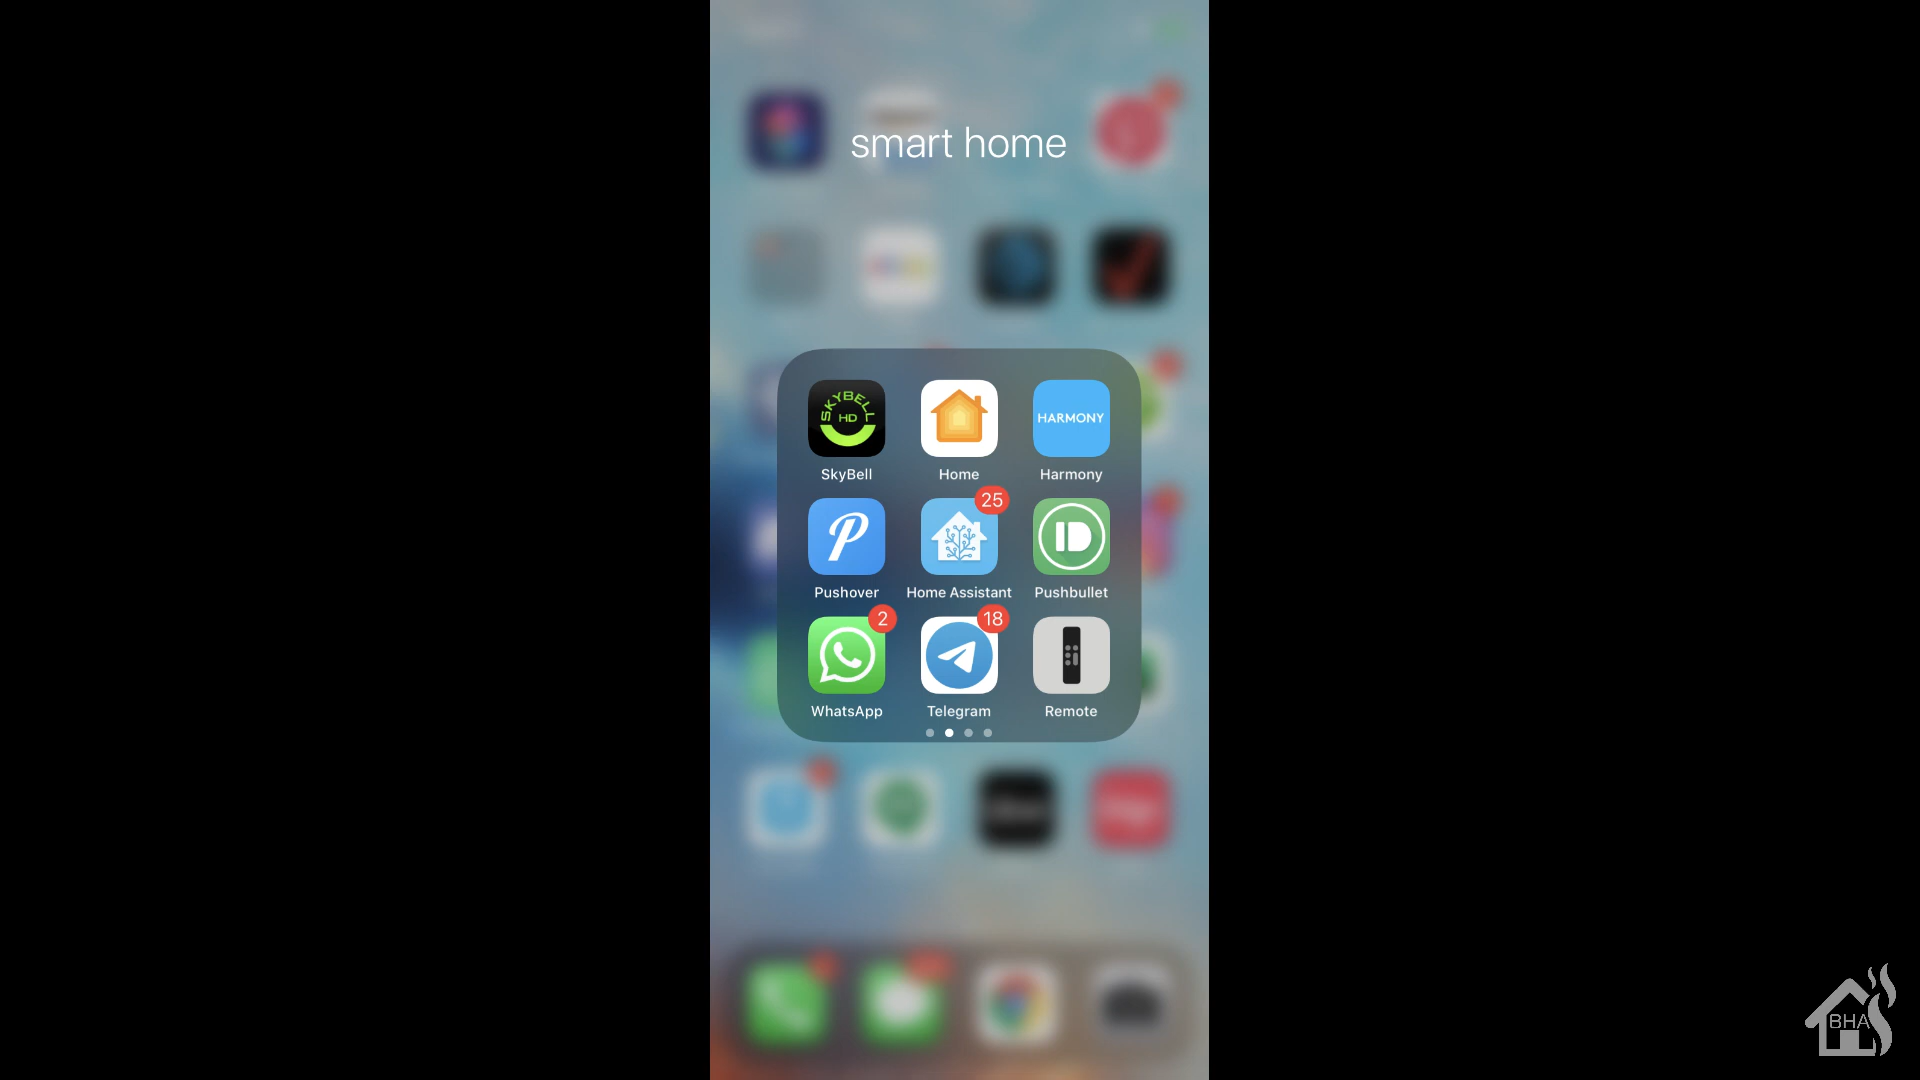 smart home
SKYBELL
HD
HARMONY
SkyBell
Home
Harmony
25
Pushover
Home Assistant
Pushbullet
2
18
WhatsApp
Telegram
Remote
BHA